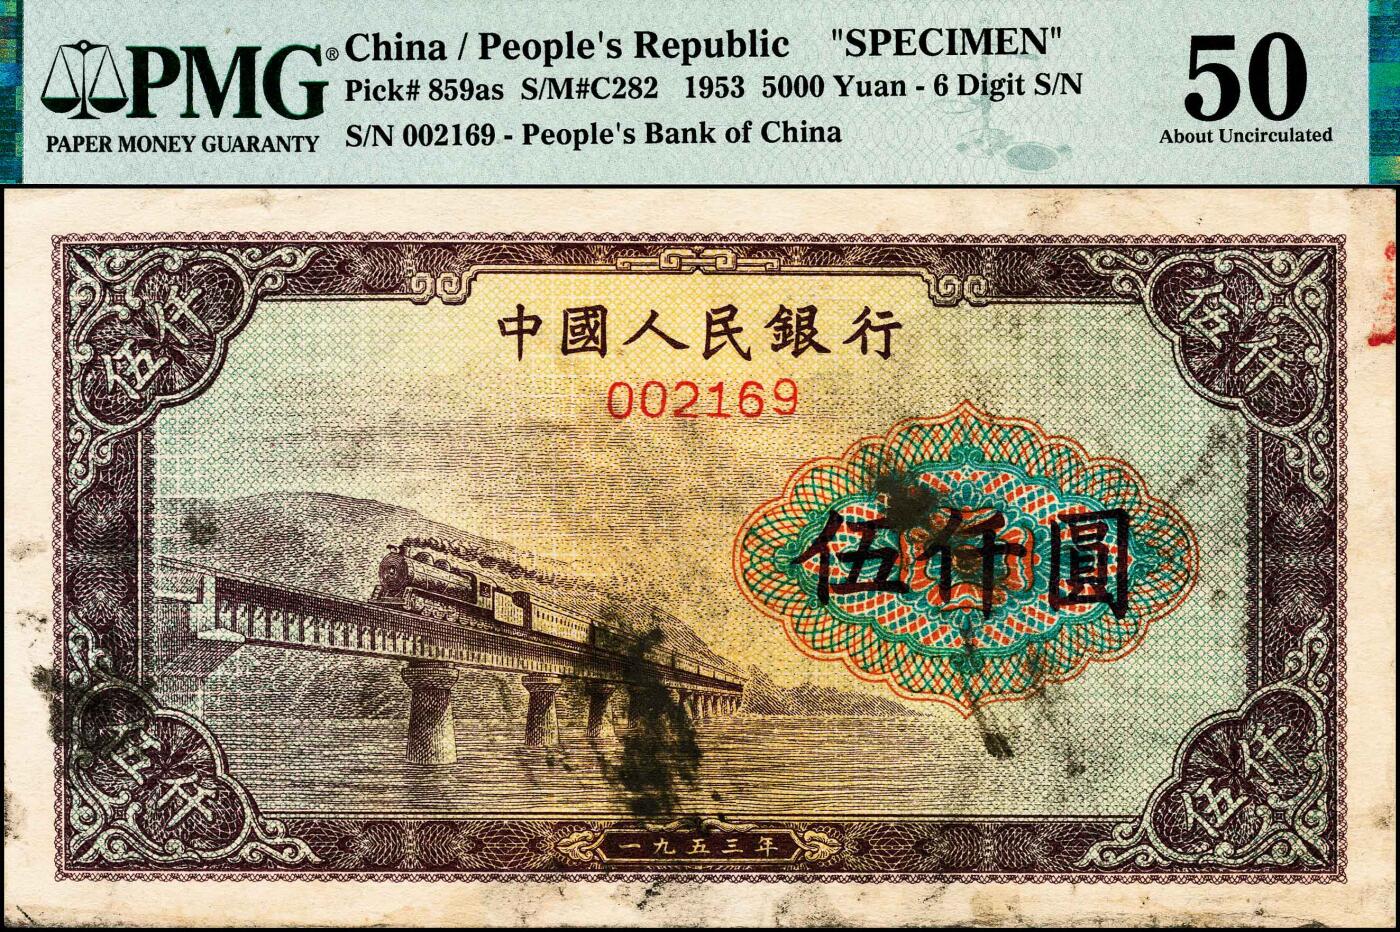 PMG®
PAPER MONEY GUARANTY
China / People's Republic "SPECIMEN"
Pick# 859as S/M#C282 1953 5000 Yuan - 6 Digit S/N
S/N 002169 - People's Bank of China
50
About Uncirculated
伍仟
伍仟
中國人民銀行
002169
伍仟圓
伍仟
伍仟
一九五三年